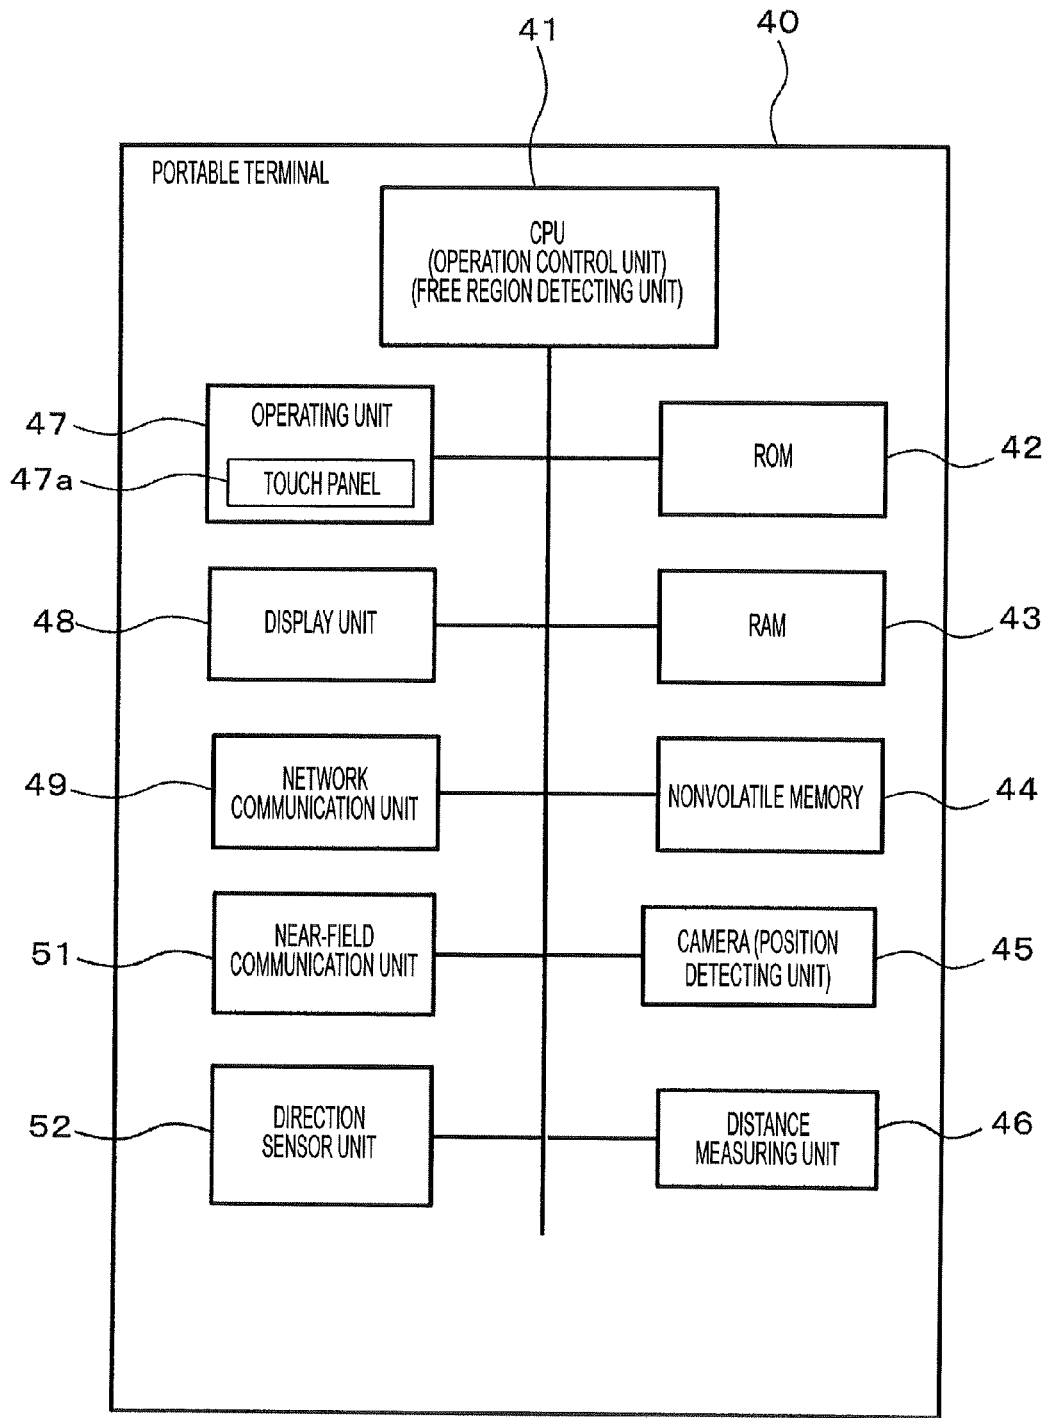 41
40
PORTABLE TERMINAL
CPU
(OPERATION CONTROL UNIT)
(FREE REGION DETECTING UNIT)
47
OPERATING UNIT
47a
TOUCH PANEL
ROM
42
48
DISPLAY UNIT
RAM
43
49
NETWORK
COMMUNICATION UNIT
NONVOLATILE MEMORY
44
51
NEAR-FIELD
COMMUNICATION UNIT
CAMERA (POSITION
DETECTING UNIT)
45
52
DIRECTION
SENSOR UNIT
DISTANCE
MEASURING UNIT
46